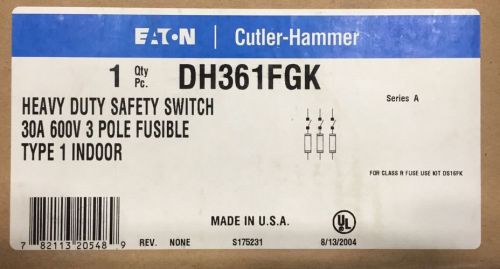 EATON Cutler-Hammer
1 Qty Pc. DH361FGK
HEAVY DUTY SAFETY SWITCH
30A 600V 3 POLE FUSIBLE
TYPE 1 INDOOR
Series A
FOR CLASS R FUSE USE KIT DS16FK
MADE IN U.S.A.
UL
7 82113 20548 9
REV. NONE S175231 8/13/2004